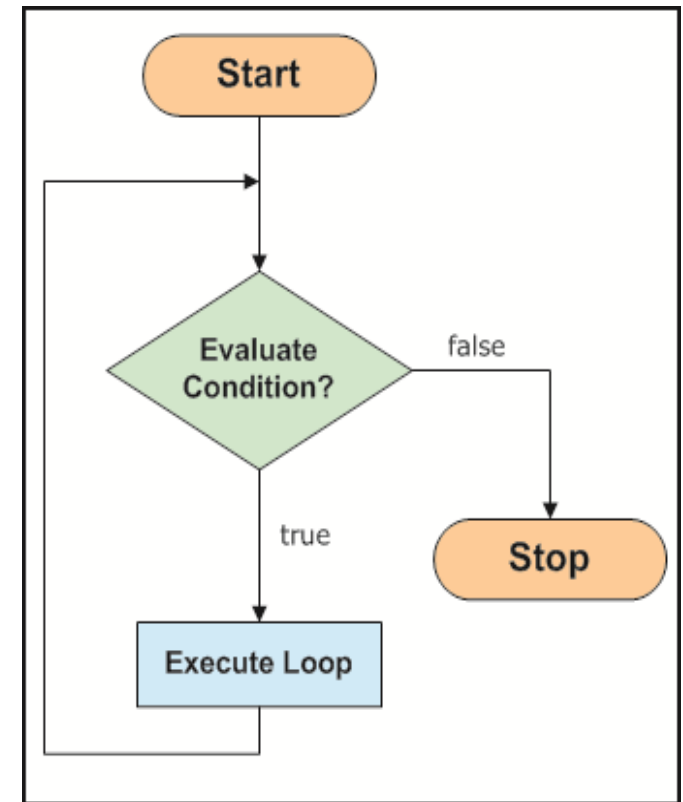 Start
Evaluate
Condition?
false
true
Stop
Execute Loop